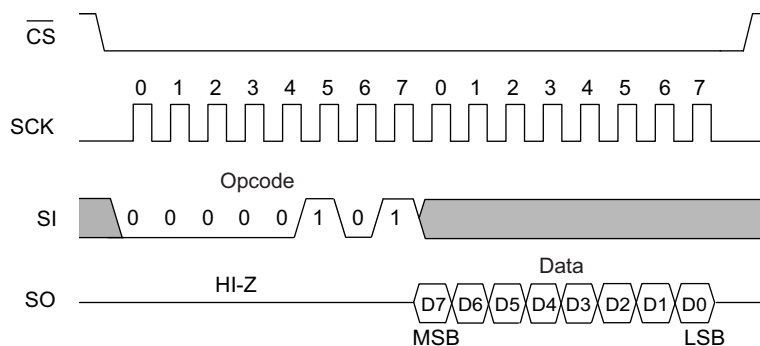 CS
0 1 2 3 4 5 6 7 0 1 2 3 4 5 6 7
SCK
Opcode
SI 0 0 0 0 0 1 0 1
HI-Z Data
SO D7 D6 D5 D4 D3 D2 D1 D0
MSB LSB